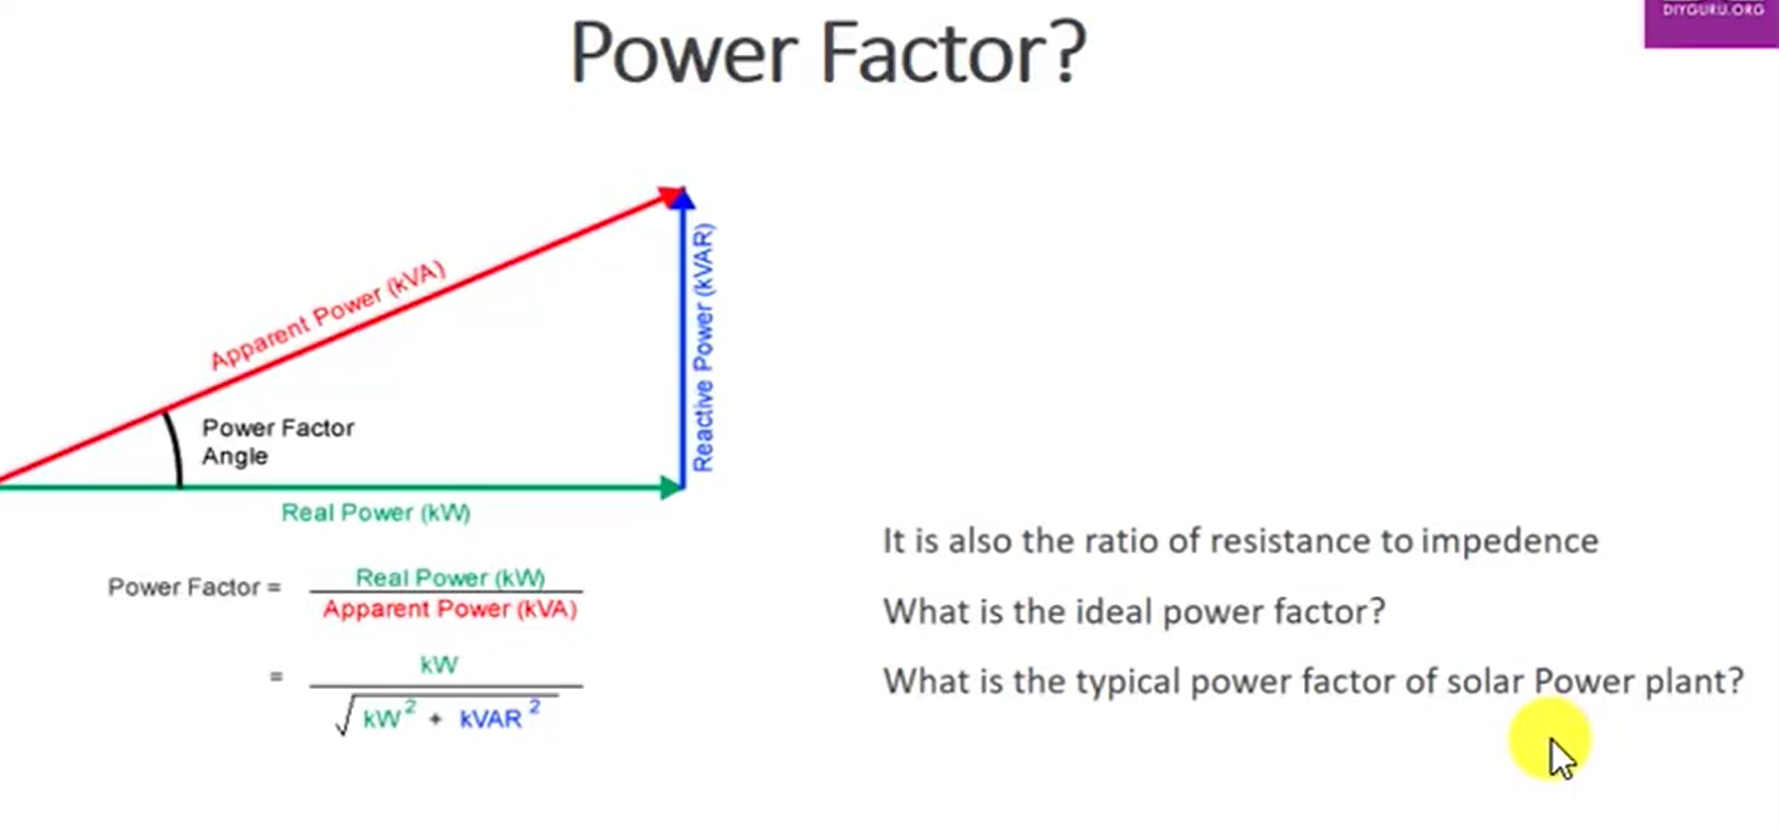 DIYGURU.ORG
Power Factor?
Apparent Power (kVA)
Reactive Power (kVAR)
Power Factor
Angle
Real Power (kW)
Power Factor = Real Power (kW)
Apparent Power (kVA)
= kW
√kW² + kVAR²
It is also the ratio of resistance to impedence
What is the ideal power factor?
What is the typical power factor of solar Power plant?